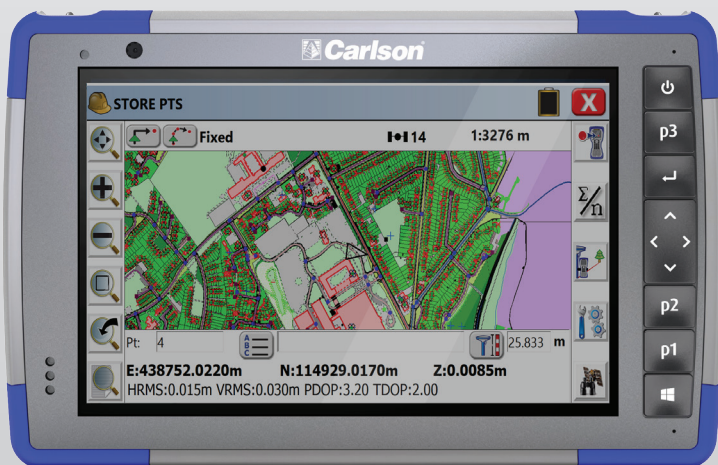 Carlson
STORE PTS
X
Fixed
14
1:3276 m
Σ/n
Pt:
4
A
B
C
25.833 m
E:438752.0220m N:114929.0170m Z:0.0085m
HRMS:0.015m VRMS:0.030m PDOP:3.20 TDOP:2.00
p3
p2
p1